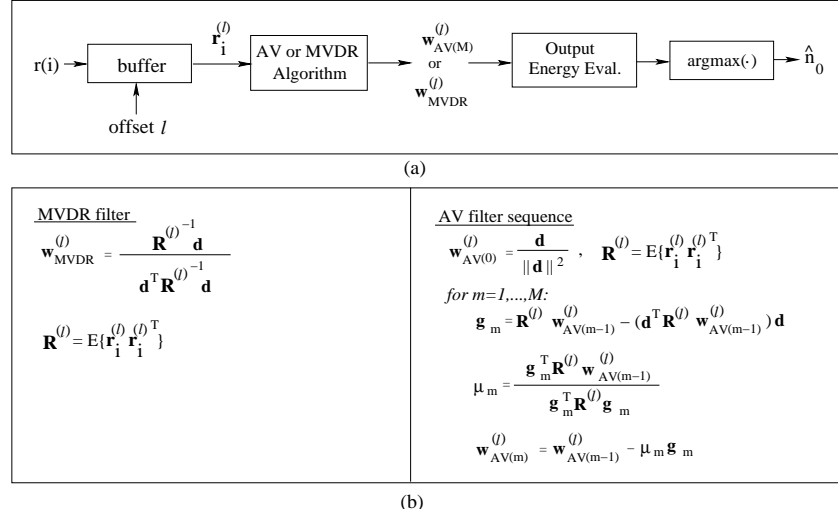 r(i)
buffer
offset l
r_i^(l)
AV or MVDR
Algorithm
w_AV(M)^(l)
or
w_MVDR^(l)
Output
Energy Eval.
argmax(·)
n̂_0
(a)
MVDR filter
w_MVDR^(l) = R^(l)^-1 d / d^T R^(l)^-1 d
R^(l) = E{r_i^(l) r_i^(l)^T}
AV filter sequence
w_AV(0)^(l) = d / ||d||^2 , R^(l) = E{r_i^(l) r_i^(l)^T}
for m=1,...,M:
g_m = R^(l) w_AV(m−1)^(l) − (d^T R^(l) w_AV(m−1)^(l)) d
μ_m = g_m^T R^(l) w_AV(m−1)^(l) / g_m^T R^(l) g_m
w_AV(m)^(l) = w_AV(m−1)^(l) − μ_m g_m
(b)